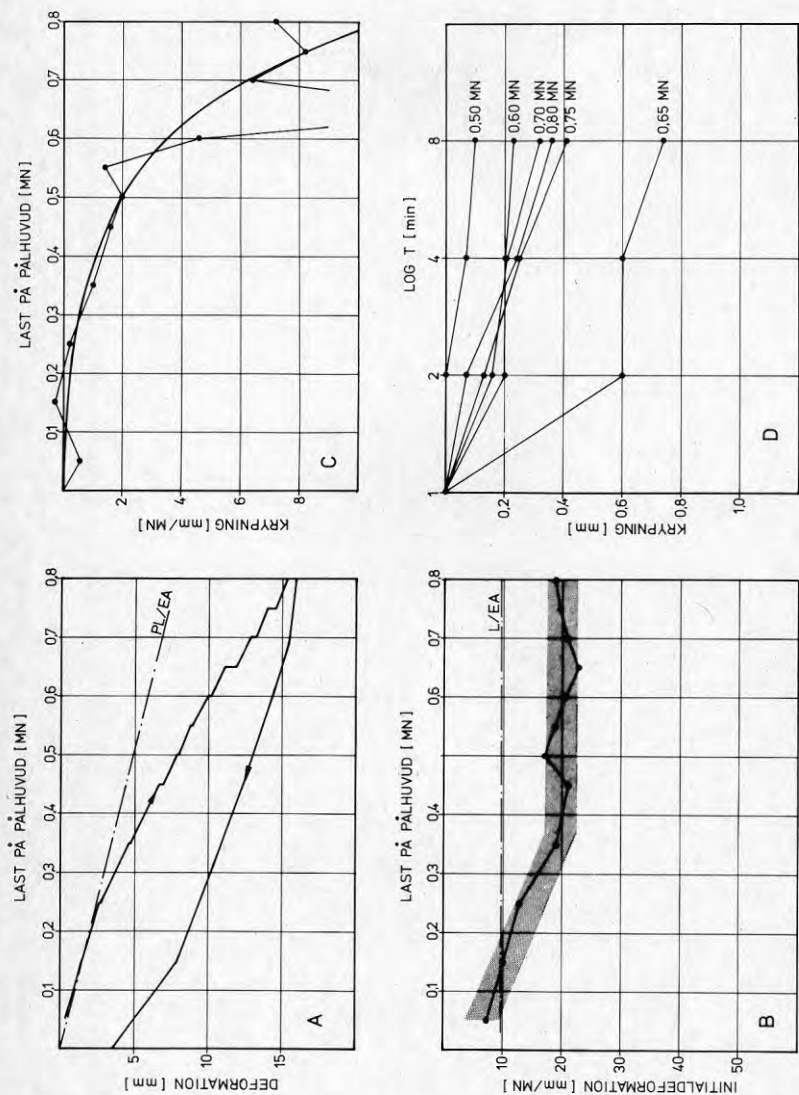 LAST PÅ PÅLHUVUD [MN]
0,1 0,2 0,3 0,4 0,5 0,6 0,7 0,8
PL/EA
5
10
15
DEFORMATION [mm]
A
LAST PÅ PÅLHUVUD [MN]
0,1 0,2 0,3 0,4 0,5 0,6 0,7 0,8
L/EA
10
20
30
40
50
INITIALDEFORMATION [mm/MN]
B
LAST PÅ PÅLHUVUD [MN]
0,1 0,2 0,3 0,4 0,5 0,6 0,7 0,8
2
4
6
8
KRYPNING [mm/MN]
C
LOG T [min]
1 2 4 8
0,50 MN
0,60 MN
0,70 MN
0,80 MN
0,75 MN
0,65 MN
0,2
0,4
0,6
0,8
1,0
KRYPNING [mm]
D